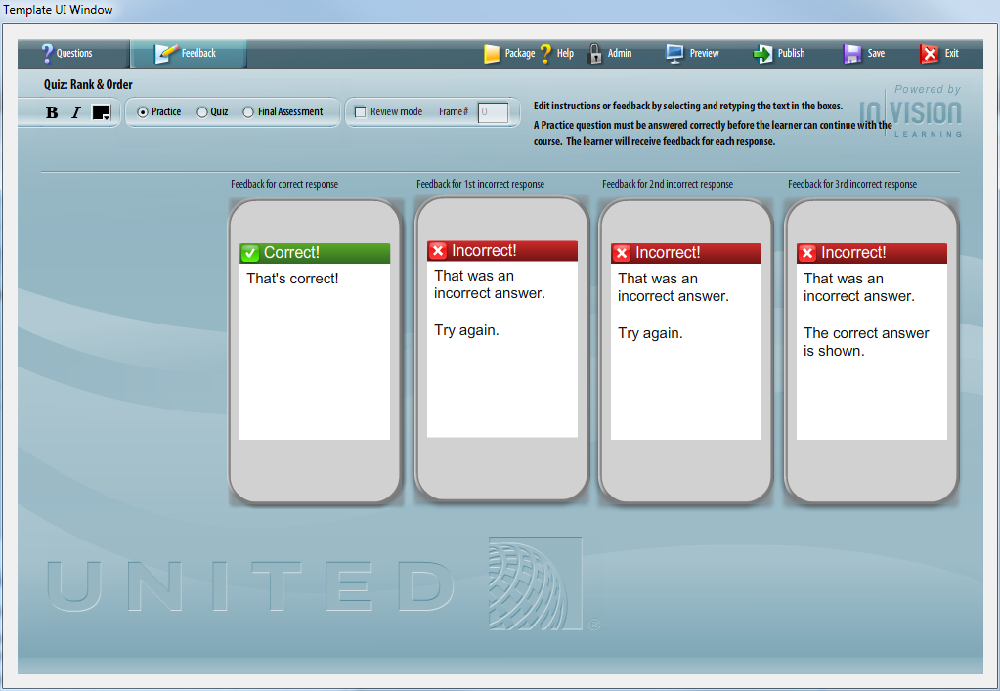 Template UI Window
Questions
Feedback
Package
Help
Admin
Preview
Publish
Save
Exit
Quiz: Rank & Order
B I
Practice
Quiz
Final Assessment
Review mode
Frame #
0
Edit instructions or feedback by selecting and retyping the text in the boxes.
A Practice question must be answered correctly before the learner can continue with the
course. The learner will receive feedback for each response.
Powered by
INVISION
LEARNING
Feedback for correct response
Correct!
That's correct!
Feedback for 1st incorrect response
Incorrect!
That was an
incorrect answer.
Try again.
Feedback for 2nd incorrect response
Incorrect!
That was an
incorrect answer.
Try again.
Feedback for 3rd incorrect response
Incorrect!
That was an
incorrect answer.
The correct answer
is shown.
UNITED
®